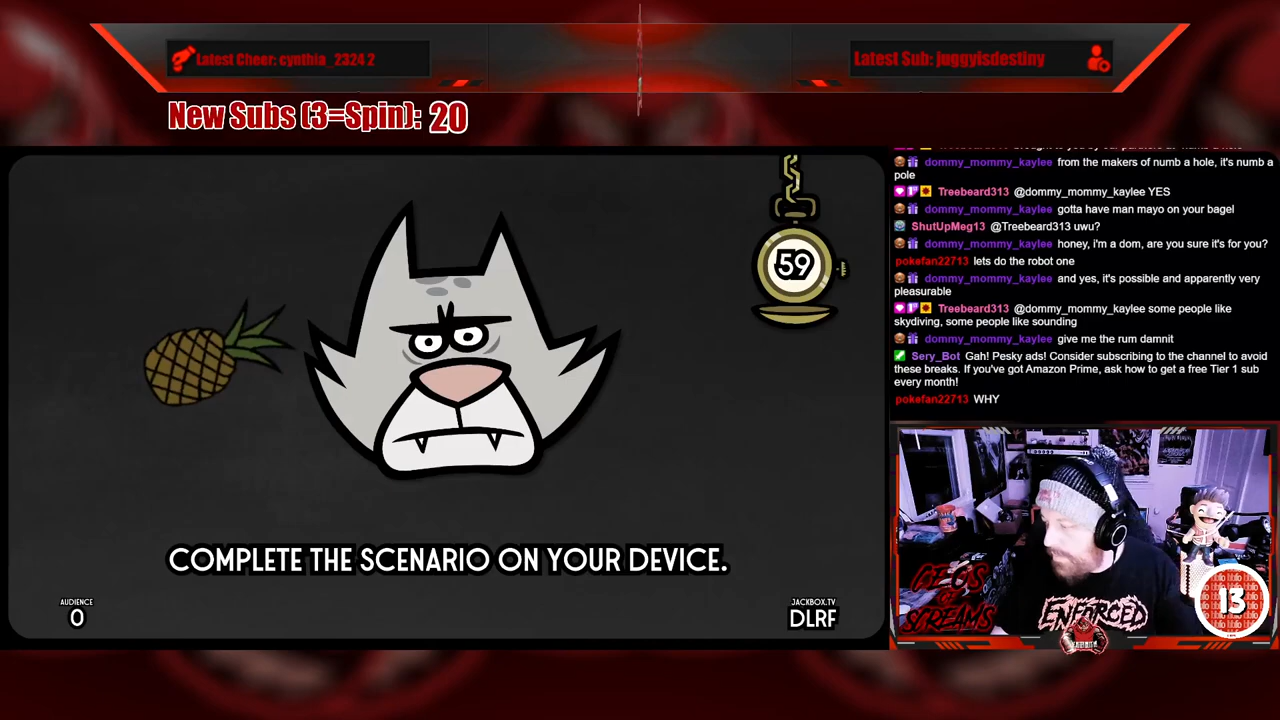 Latest Cheer: cynthia_2324 2
Latest Sub: juggyisdestiny
New Subs (3=Spin): 20
59
COMPLETE THE SCENARIO ON YOUR DEVICE.
AUDIENCE
0
JACKBOX.TV
DLRF
dommy_mommy_kaylee from the makers of numb a hole, it's numb a
pole
Treebeard313 @dommy_mommy_kaylee YES
dommy_mommy_kaylee gotta have man mayo on your bagel
ShutUpMeg13 @Treebeard313 uwu?
dommy_mommy_kaylee honey, i'm a dom, are you sure it's for you?
pokefan22713 lets do the robot one
dommy_mommy_kaylee and yes, it's possible and apparently very
pleasurable
Treebeard313 @dommy_mommy_kaylee some people like
skydiving, some people like sounding
dommy_mommy_kaylee give me the rum damnit
Sery_Bot Gah! Pesky ads! Consider subscribing to the channel to avoid
these breaks. If you've got Amazon Prime, ask how to get a free Tier 1 sub
every month!
pokefan22713 WHY
SCREAMS
ENFORCED
13